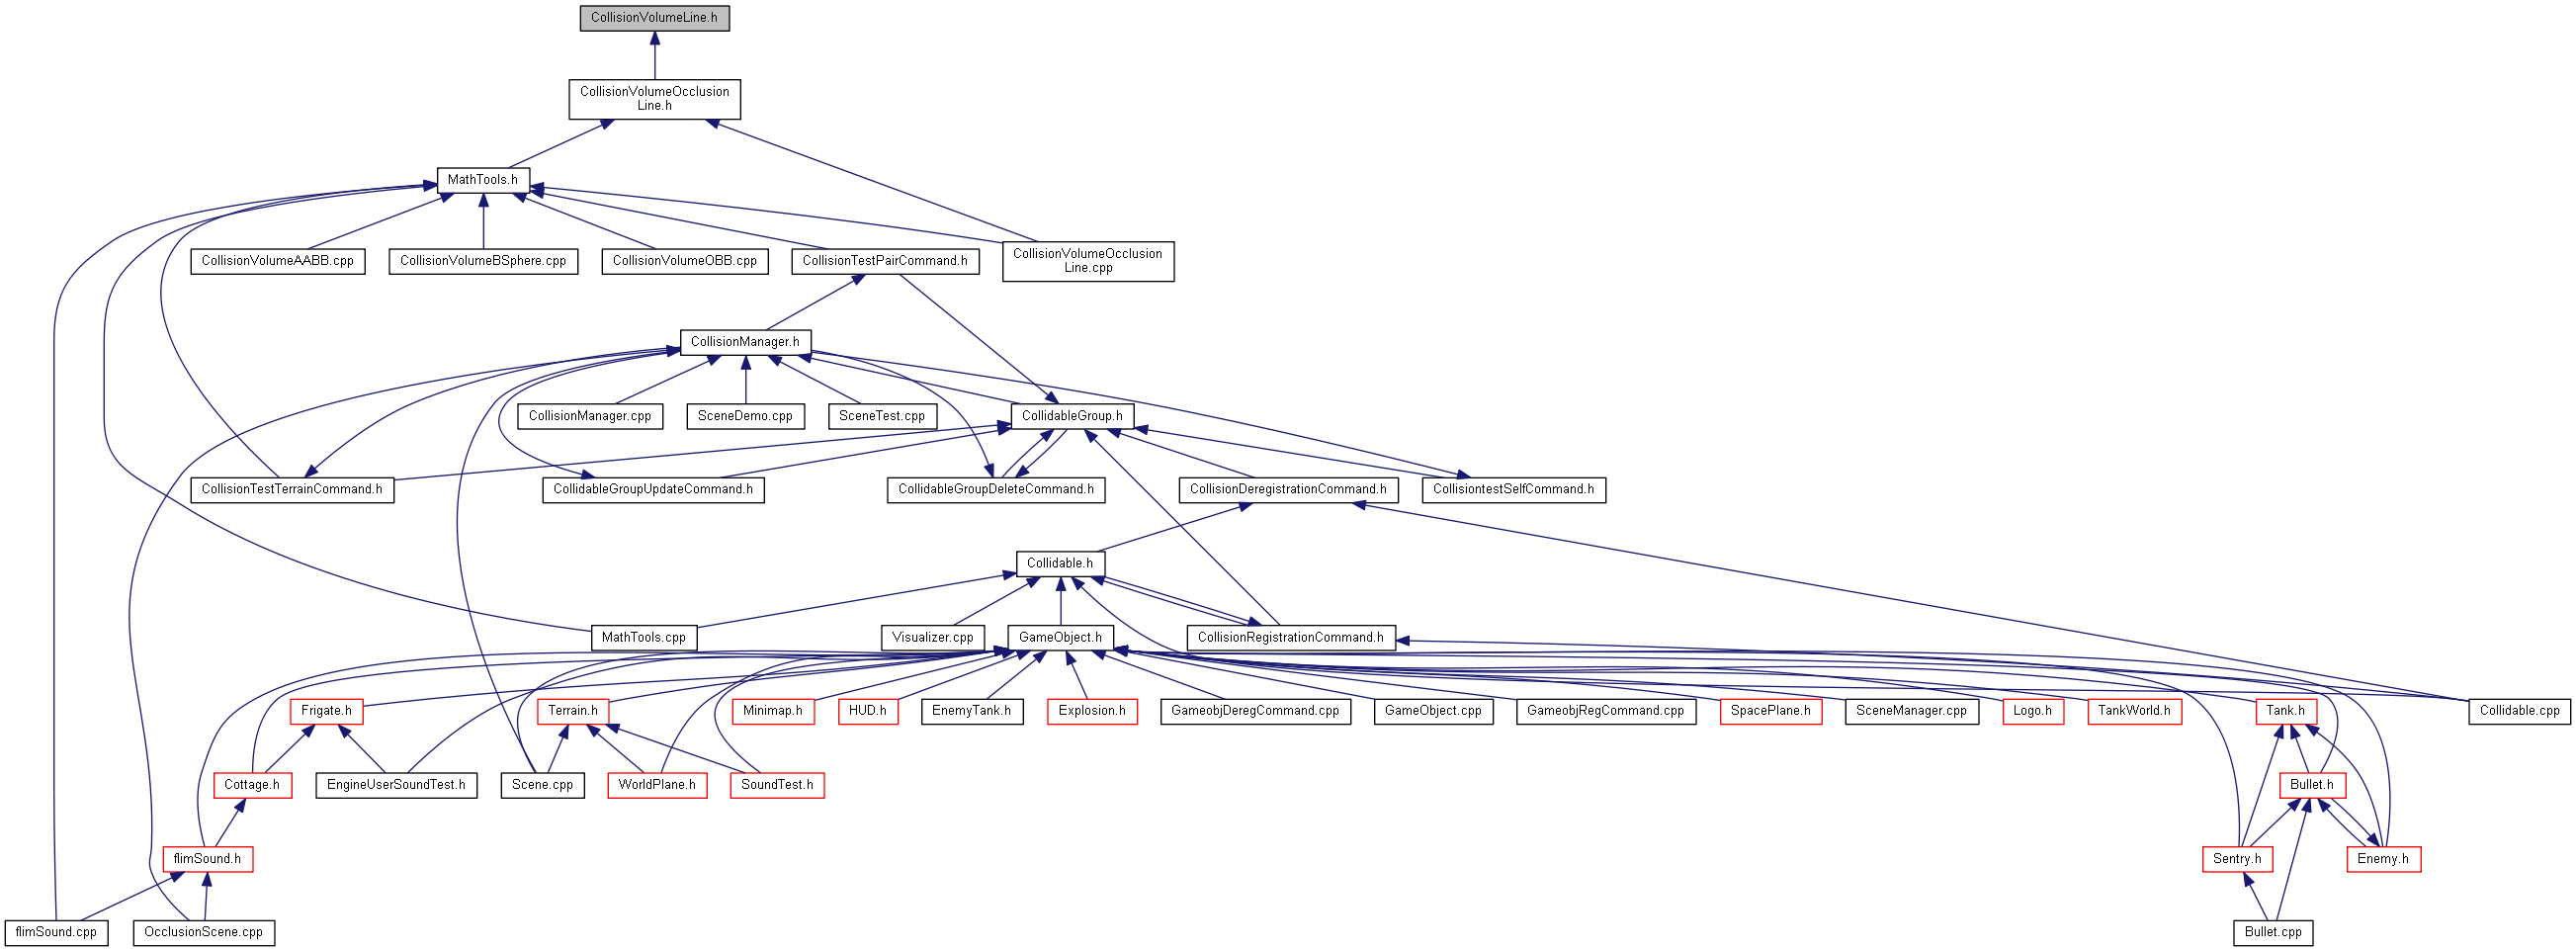 CollisionVolumeLine.h
CollisionVolumeOcclusion
Line.h
MathTools.h
CollisionVolumeAABB.cpp
CollisionVolumeBSphere.cpp
CollisionVolumeOBB.cpp
CollisionTestPairCommand.h
CollisionVolumeOcclusion
Line.cpp
CollisionManager.h
CollisionManager.cpp
SceneDemo.cpp
SceneTest.cpp
CollidableGroup.h
CollisionTestTerrainCommand.h
CollidableGroupUpdateCommand.h
CollidableGroupDeleteCommand.h
CollisionDeregistrationCommand.h
CollisiontestSelfCommand.h
Collidable.h
MathTools.cpp
Visualizer.cpp
GameObject.h
CollisionRegistrationCommand.h
Frigate.h
Terrain.h
Minimap.h
HUD.h
EnemyTank.h
Explosion.h
GameobjDeregCommand.cpp
GameObject.cpp
GameobjRegCommand.cpp
SpacePlane.h
SceneManager.cpp
Logo.h
TankWorld.h
Tank.h
Collidable.cpp
Cottage.h
EngineUserSoundTest.h
Scene.cpp
WorldPlane.h
SoundTest.h
Bullet.h
flimSound.h
Sentry.h
Enemy.h
flimSound.cpp
OcclusionScene.cpp
Bullet.cpp